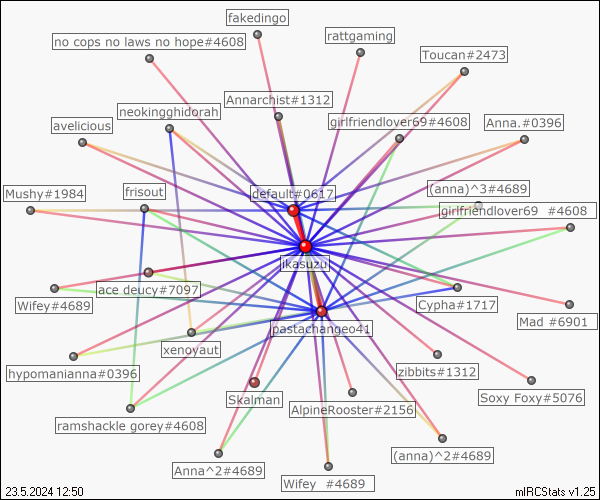 fakedingo
no cops no laws no hope#4608
rattgaming
Toucan#2473
Annarchist#1312
neokingghidorah
girlfriendlover69#4608
Anna.#0396
avelicious
Mushy#1984
frisout
default#0617
(anna)^3#4689
girlfriendlover69 #4608
jikasuzu
Wifey#4689
ace deucy#7097
Cypha#1717
Mad #6901
pastachangeo41
xenoyaut
hypomanianna#0396
zibbits#1312
Soxy Foxy#5076
Skalman
AlpineRooster#2156
ramshackle gorey#4608
(anna)^2#4689
Anna^2#4689
Wifey #4689
23.5.2024 12:50
mIRCStats v1.25